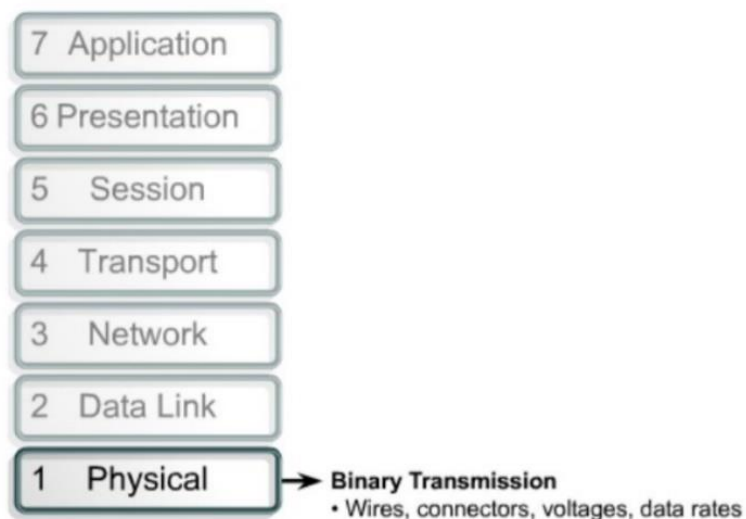 7 Application
6 Presentation
5 Session
4 Transport
3 Network
2 Data Link
1 Physical
Binary Transmission
• Wires, connectors, voltages, data rates